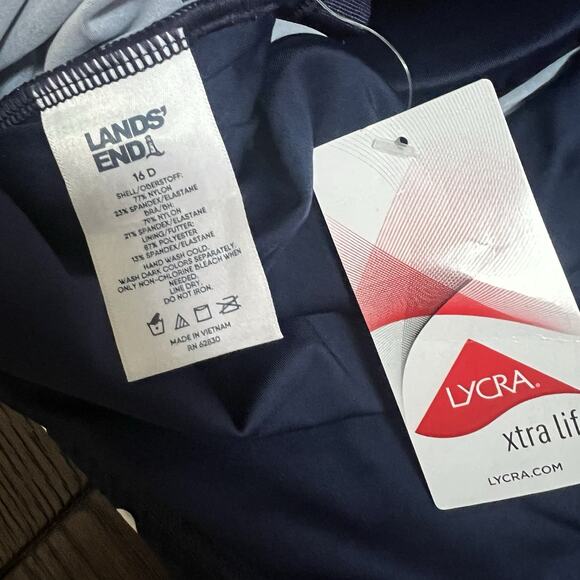 LANDS'
END
16 D
SHELL/OBERSTOFF:
77% NYLON
23% SPANDEX/ELASTANE
BRA/BH:
79% NYLON
21% SPANDEX/ELASTANE
LINING/FUTTER:
87% POLYESTER
13% SPANDEX/ELASTANE
HAND WASH COLD.
WASH DARK COLORS SEPARATELY.
ONLY NON-CHLORINE BLEACH WHEN
NEEDED.
LINE DRY.
DO NOT IRON.
MADE IN VIETNAM
RN 62830
LYCRA®
xtra lif
LYCRA.COM